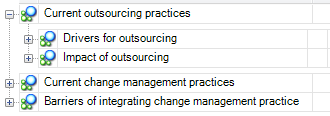 Current outsourcing practices
Drivers for outsourcing
Impact of outsourcing
Current change management practices
Barriers of integrating change management practice